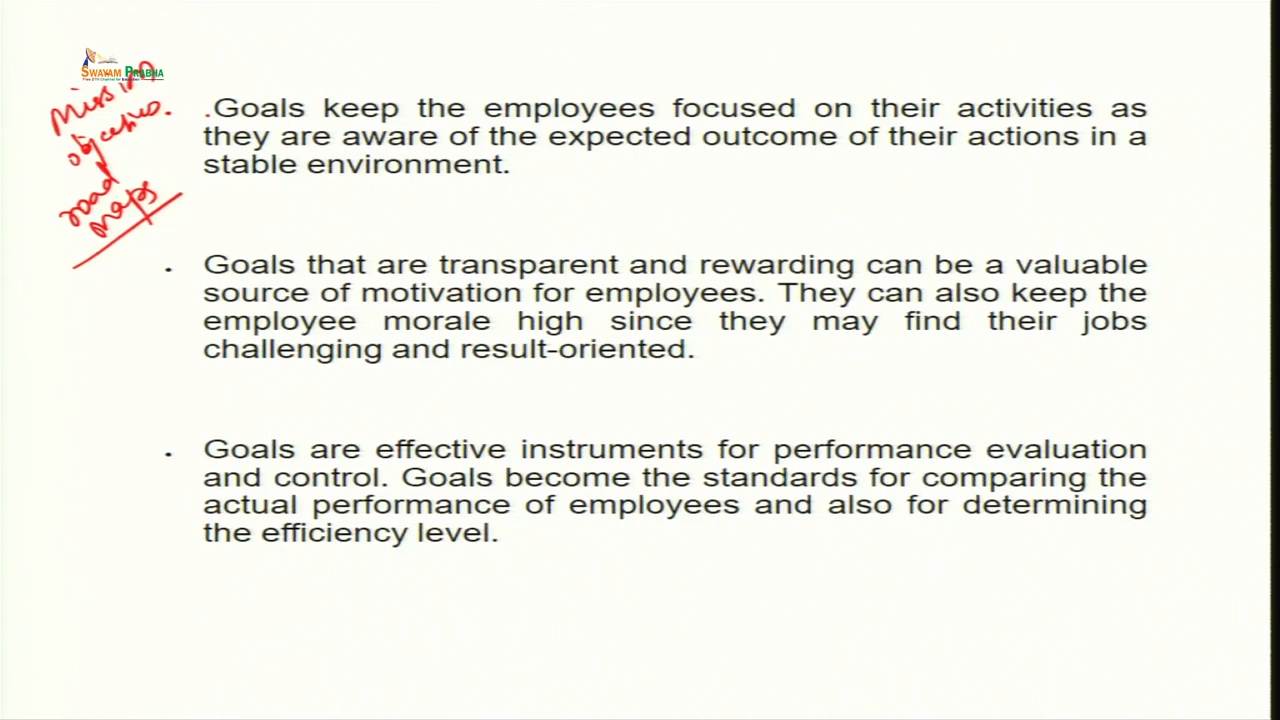 SWAYAM PRABHA
Mission
objectives.
road
maps
.Goals keep the employees focused on their activities as
they are aware of the expected outcome of their actions in a
stable environment.
. Goals that are transparent and rewarding can be a valuable
source of motivation for employees. They can also keep the
employee morale high since they may find their jobs
challenging and result-oriented.
. Goals are effective instruments for performance evaluation
and control. Goals become the standards for comparing the
actual performance of employees and also for determining
the efficiency level.